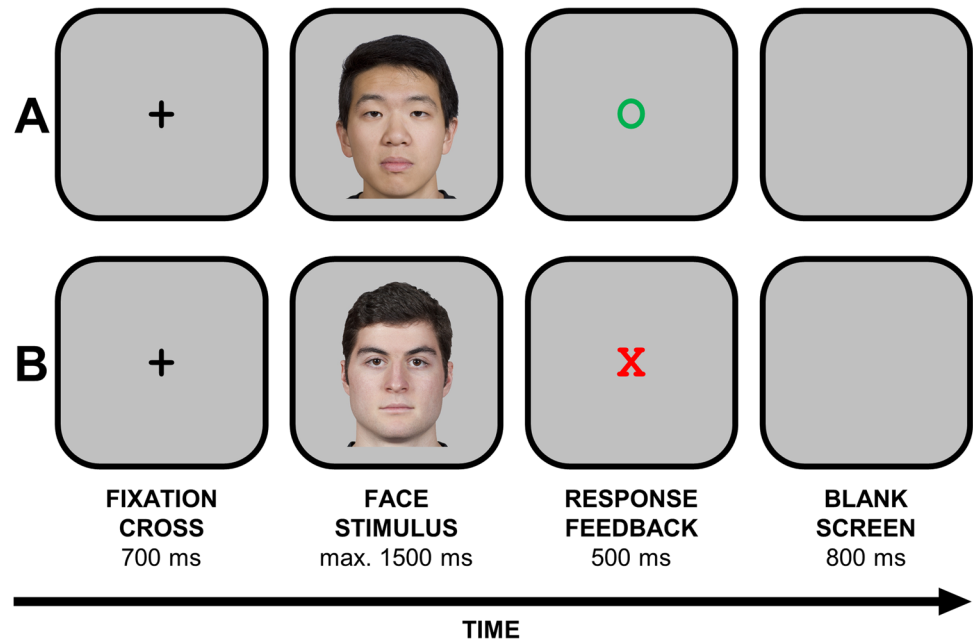 A
+
O
B
+
X
FIXATION
CROSS
700 ms
FACE
STIMULUS
max. 1500 ms
RESPONSE
FEEDBACK
500 ms
BLANK
SCREEN
800 ms
TIME